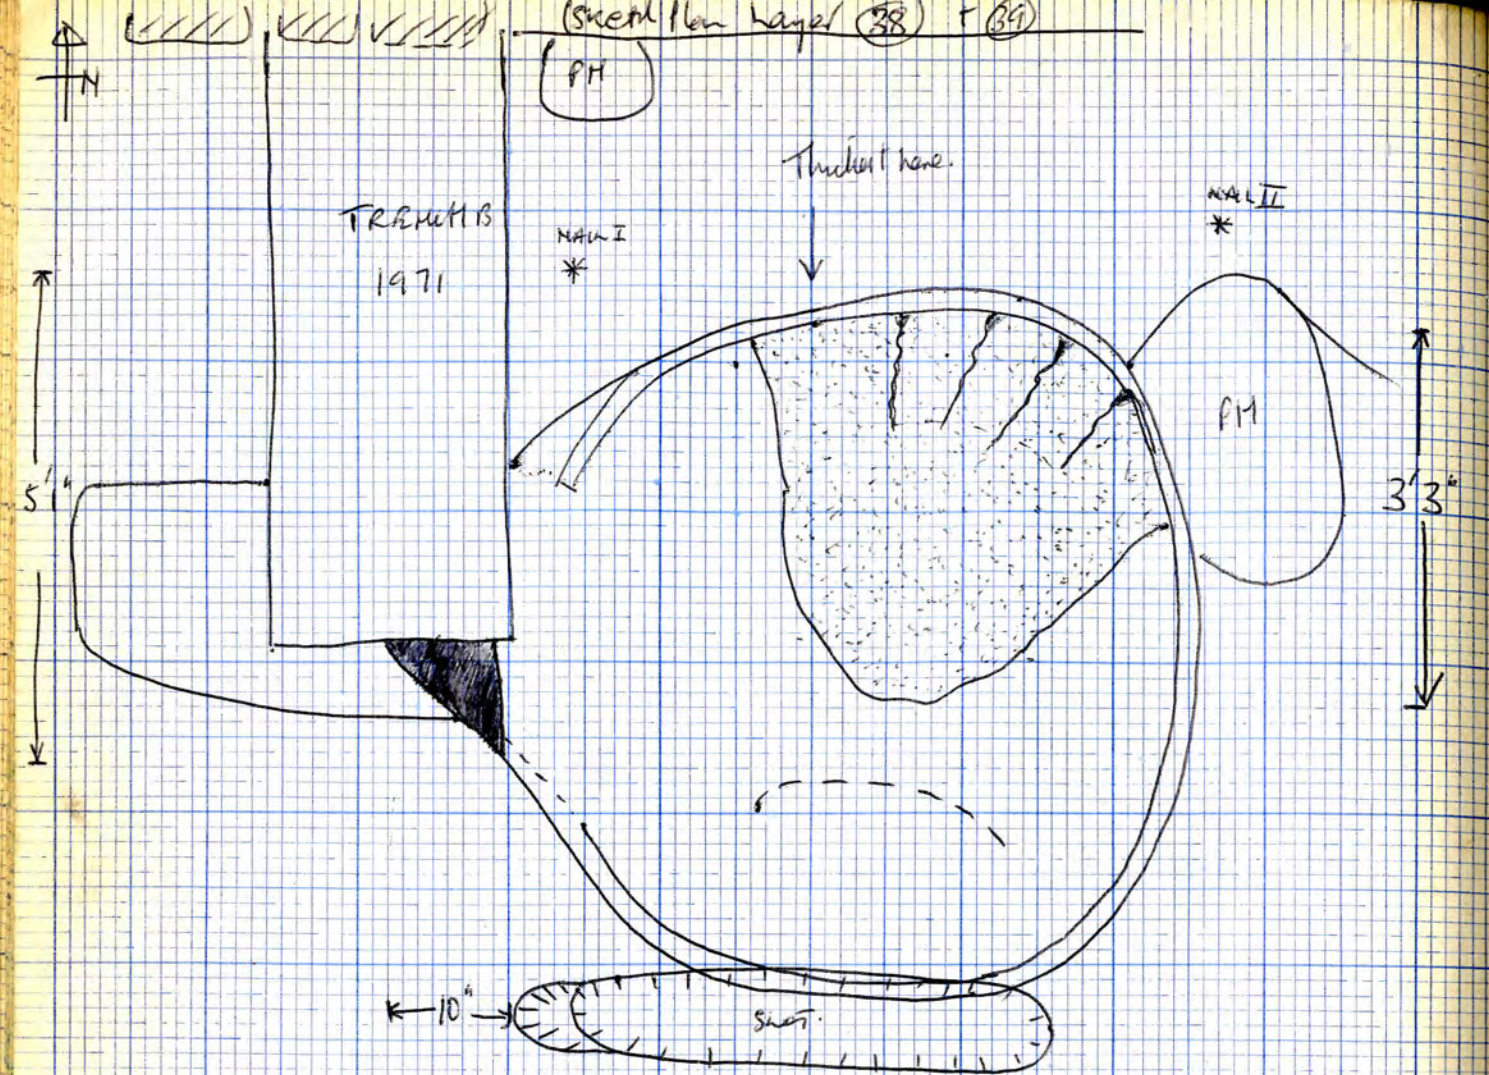 Sketch Plan Layer 38 + 39
N
PH
Thickest here.
NAIL II
TRENCH B
1971
NAIL I
PH
5'1"
3'3"
10"
Slot.